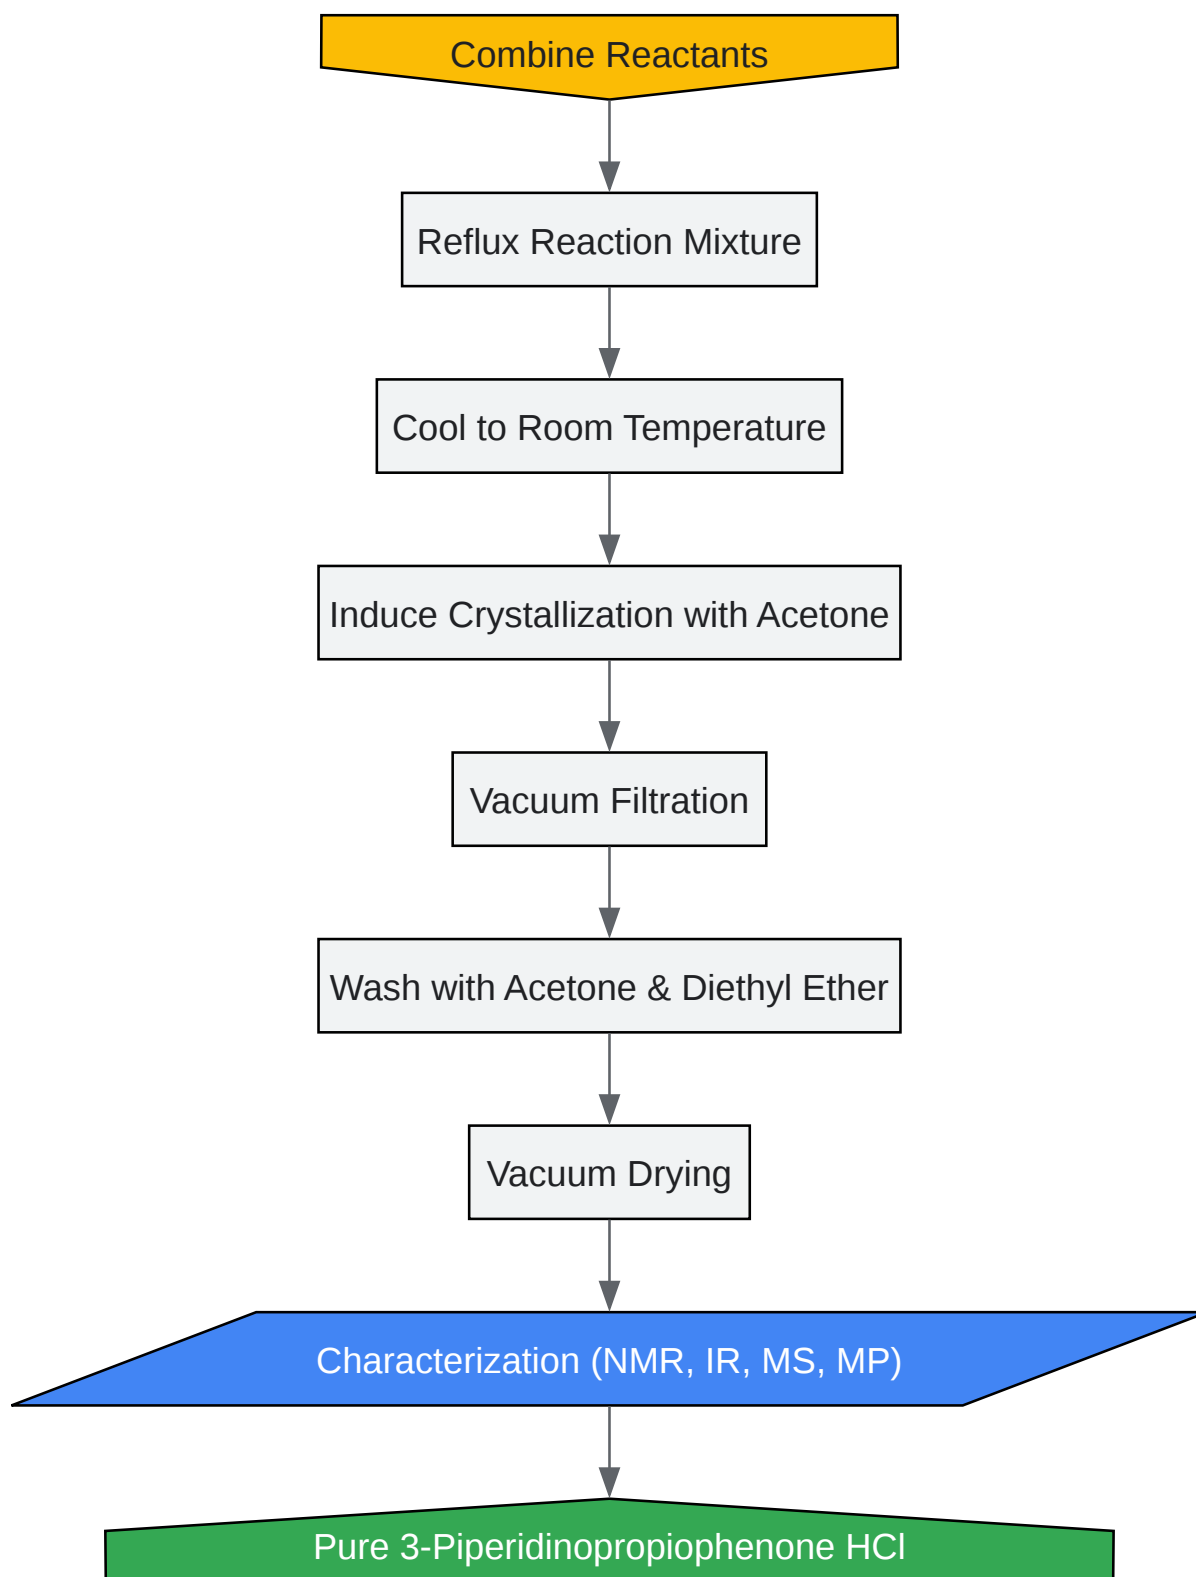 Combine Reactants
Reflux Reaction Mixture
Cool to Room Temperature
Induce Crystallization with Acetone
Vacuum Filtration
Wash with Acetone & Diethyl Ether
Vacuum Drying
Characterization (NMR, IR, MS, MP)
Pure 3-Piperidinopropiophenone HCl